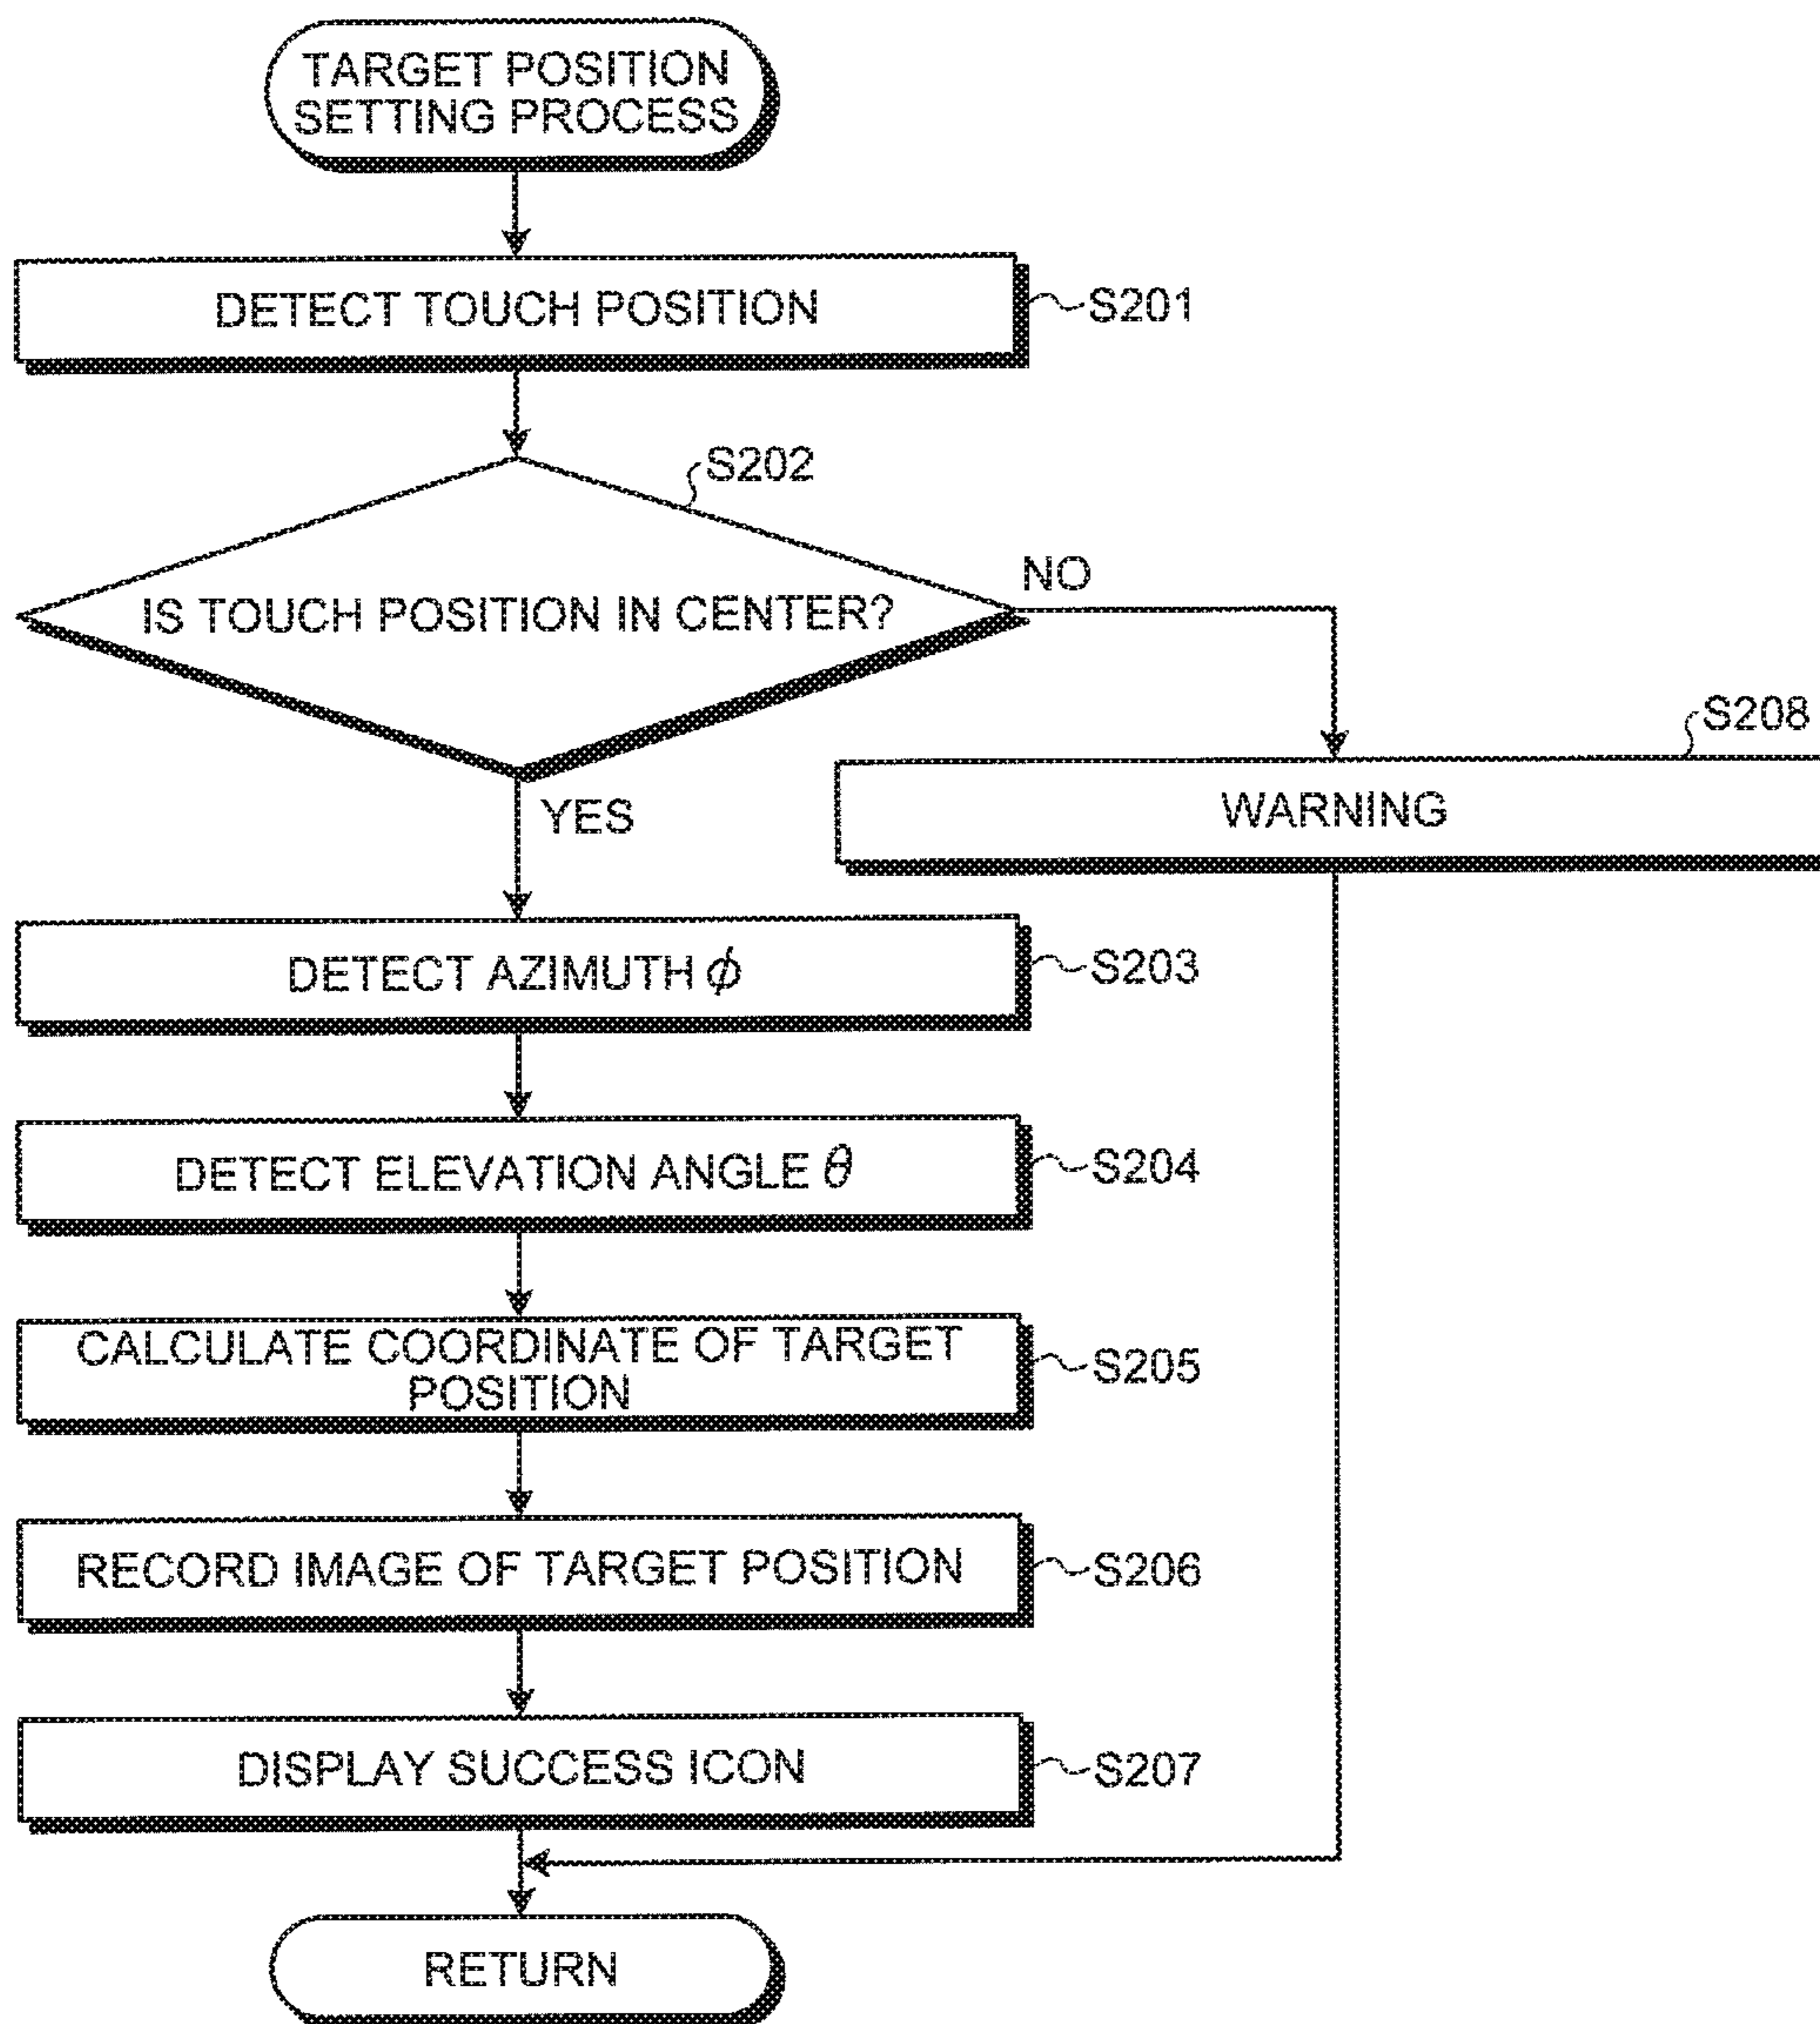 TARGET POSITION
SETTING PROCESS
DETECT TOUCH POSITION
S201
S202
IS TOUCH POSITION IN CENTER?
NO
YES
S208
WARNING
DETECT AZIMUTH ϕ
S203
DETECT ELEVATION ANGLE θ
S204
CALCULATE COORDINATE OF TARGET
POSITION
S205
RECORD IMAGE OF TARGET POSITION
S206
DISPLAY SUCCESS ICON
S207
RETURN